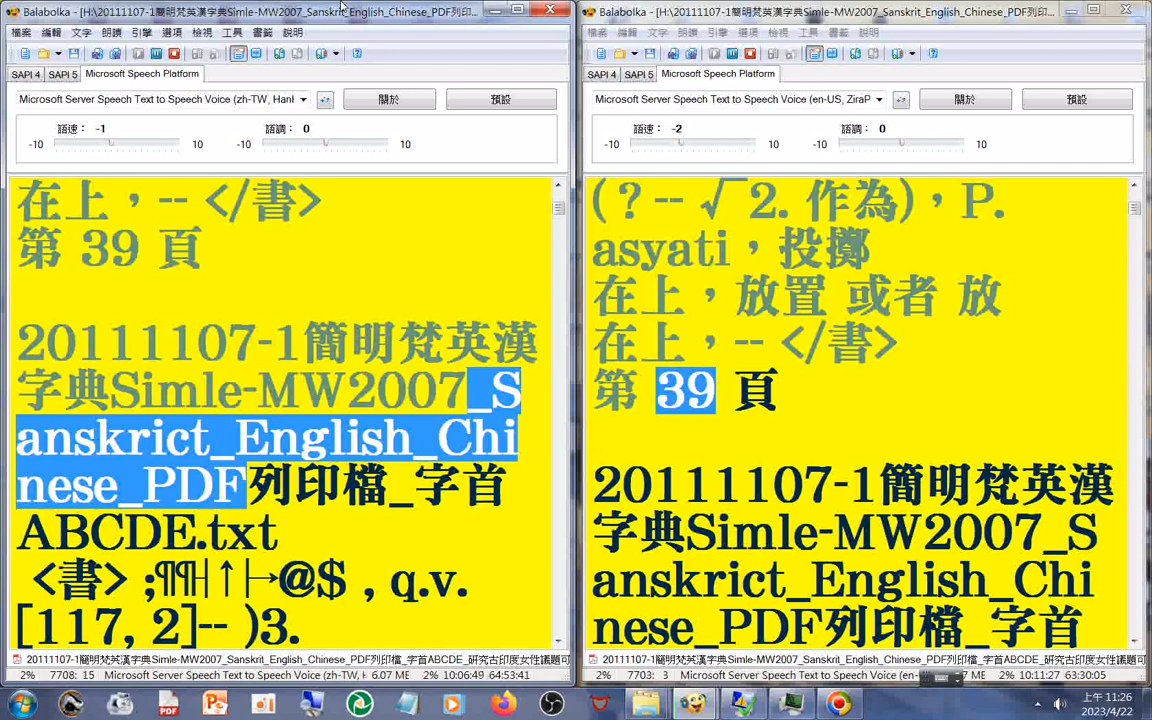 Balabolka - [H:\20111107-1簡明梵英漢字典Simle-MW2007_Sanskrit_English_Chinese_PDF列印...
檔案 編輯 文字 朗讀 引擎 選項 檢視 工具 書籤 說明
SAPI 4 SAPI 5 Microsoft Speech Platform
Microsoft Server Speech Text to Speech Voice (zh-TW, HanH 關於 預設
語速: -1 語調: 0
-10 10 -10 10
在上，-- </書>
第 39 頁
20111107-1簡明梵英漢
字典Simle-MW2007_S
anskrict_English_Chi
nese_PDF列印檔_字首
ABCDE.txt
<書> ;¶¶┤↑├→@$ , q.v.
[117, 2]-- )3.
20111107-1簡明梵英漢字典Simle-MW2007_Sanskrit_English_Chinese_PDF列印檔_字首ABCDE_研究古印度女性議題可
2% 7708: 15 Microsoft Server Speech Text to Speech Voice (zh-TW, H 6.07 ME 2% 10:06:49 64:53:41
Balabolka - [H:\20111107-1簡明梵英漢字典Simle-MW2007_Sanskrit_English_Chinese_PDF列印...
檔案 編輯 文字 朗讀 引擎 選項 檢視 工具 書籤 說明
SAPI 4 SAPI 5 Microsoft Speech Platform
Microsoft Server Speech Text to Speech Voice (en-US, ZiraP 關於 預設
語速: -2 語調: 0
-10 10 -10 10
(？--√ 2. 作為)，P.
asyati，投擲
在上，放置 或者 放
在上，-- </書>
第 39 頁
20111107-1簡明梵英漢
字典Simle-MW2007_S
anskrict_English_Chi
nese_PDF列印檔_字首
20111107-1簡明梵英漢字典Simle-MW2007_Sanskrit_English_Chinese_PDF列印檔_字首ABCDE_研究古印度女性議題可
2% 7703: 3 Microsoft Server Speech Text to Speech Voice (en- ME 2% 10:11:27 63:30:05
PDF
上午 11:26
2023/4/22